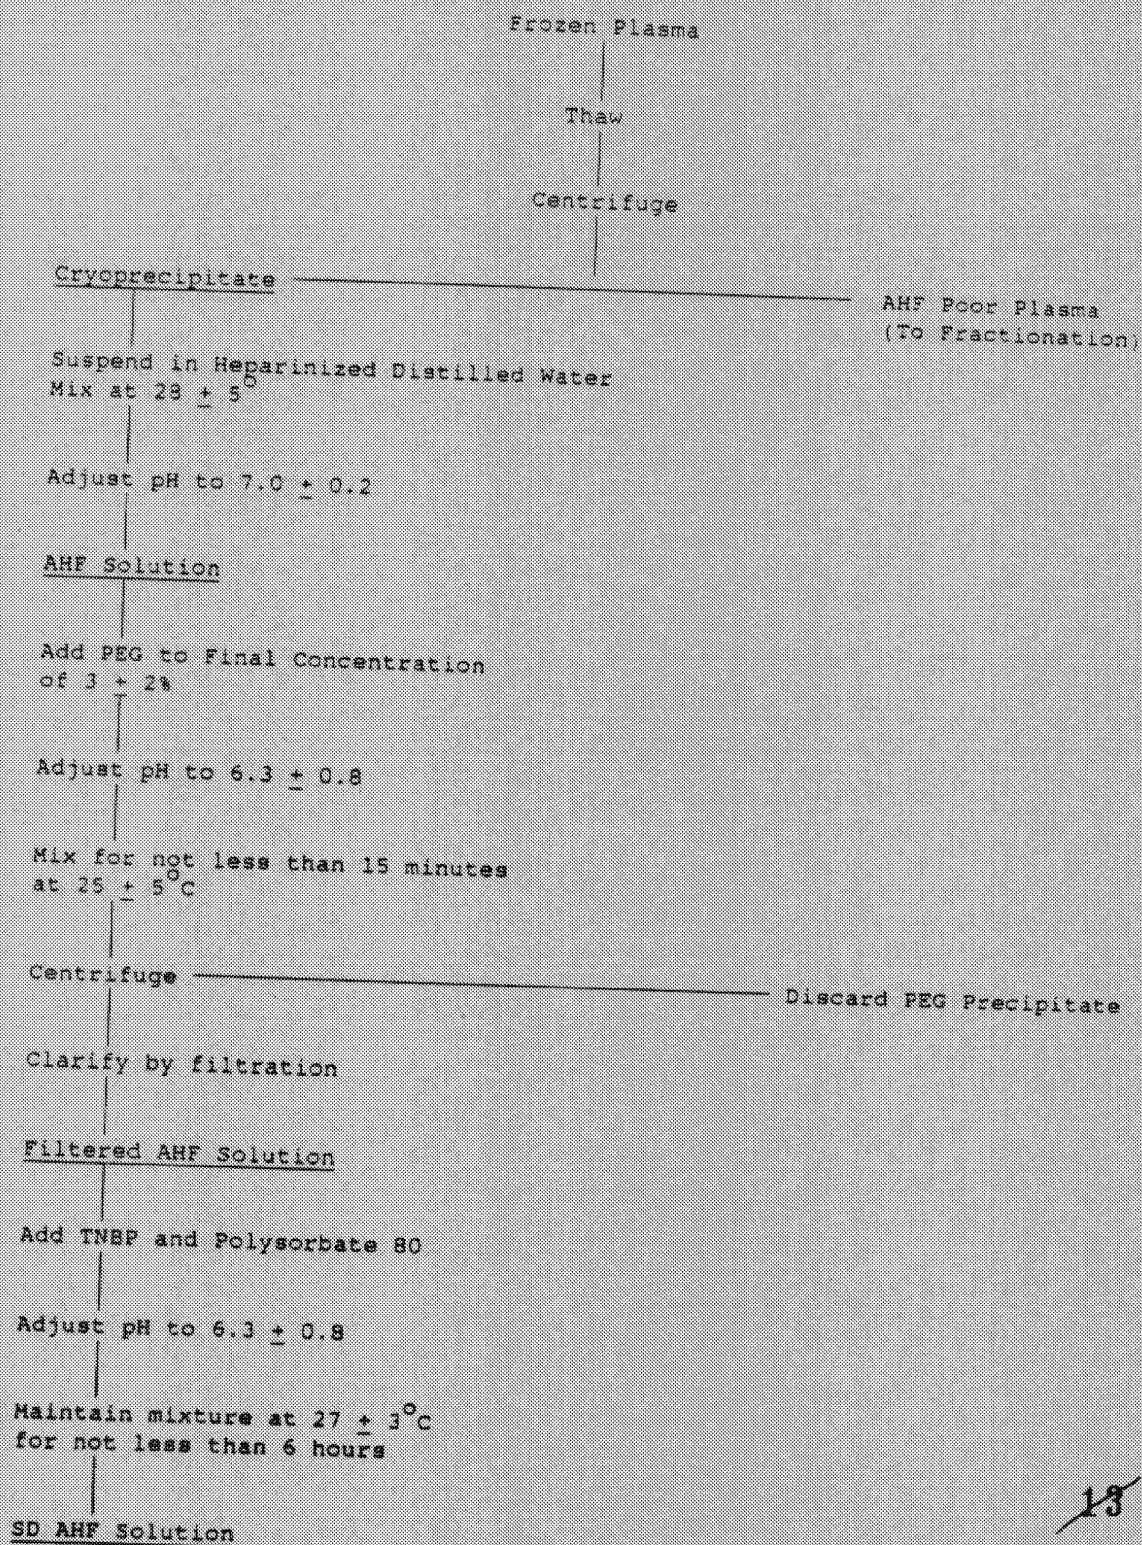 Frozen Plasma
Thaw
Centrifuge
Cryoprecipitate
AHF Poor Plasma
(To Fractionation)
Suspend in Heparinized Distilled Water
Mix at 28 ± 5°
Adjust pH to 7.0 ± 0.2
AHF Solution
Add PEG to Final Concentration
of 3 ± 2%
Adjust pH to 6.3 ± 0.8
Mix for not less than 15 minutes
at 25 ± 5°C
Centrifuge
Discard PEG Precipitate
Clarify by filtration
Filtered AHF Solution
Add TNBP and Polysorbate 80
Adjust pH to 6.3 ± 0.8
Maintain mixture at 27 ± 3°C
for not less than 6 hours
SD AHF Solution
13